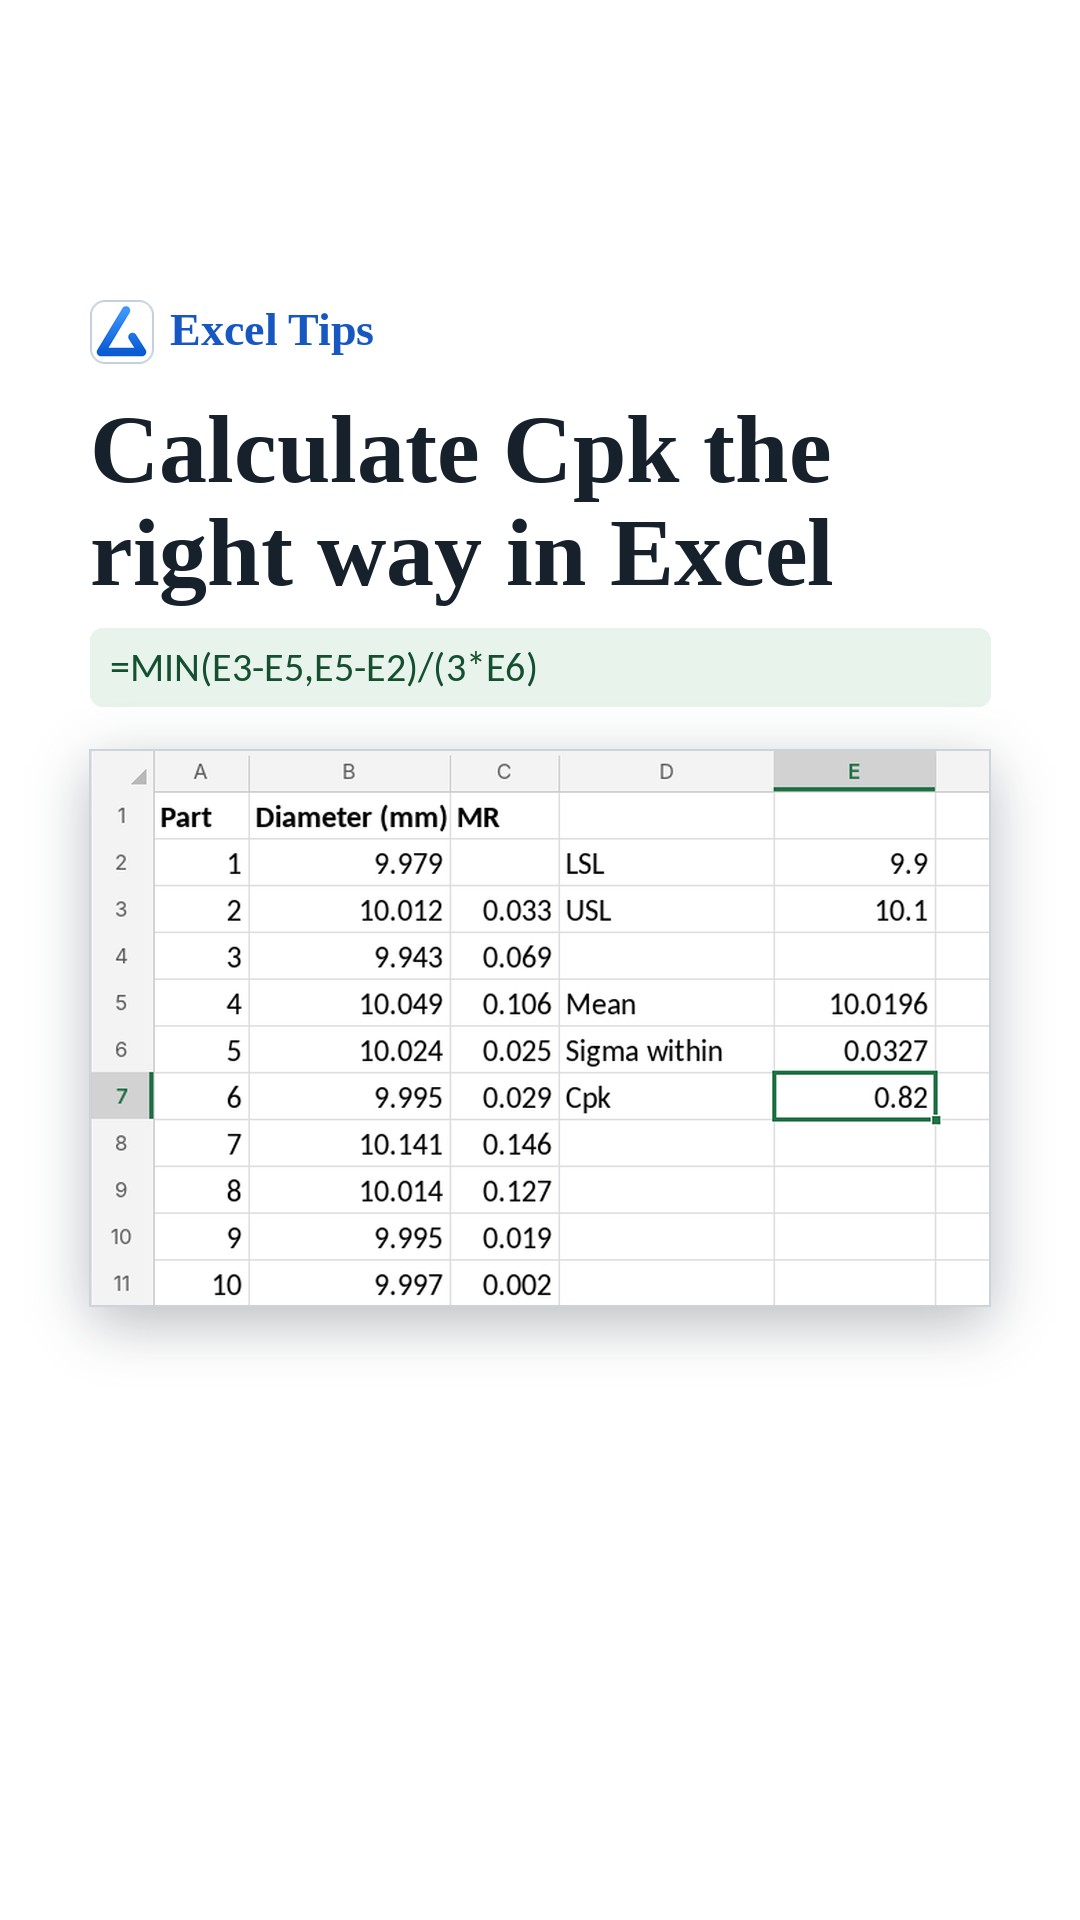 Excel Tips
Calculate Cpk the
right way in Excel
=MIN(E3-E5,E5-E2)/(3*E6)
A B C D E
1 Part Diameter (mm) MR
2 1 9.979 LSL 9.9
3 2 10.012 0.033 USL 10.1
4 3 9.943 0.069
5 4 10.049 0.106 Mean 10.0196
6 5 10.024 0.025 Sigma within 0.0327
7 6 9.995 0.029 Cpk 0.82
8 7 10.141 0.146
9 8 10.014 0.127
10 9 9.995 0.019
11 10 9.997 0.002